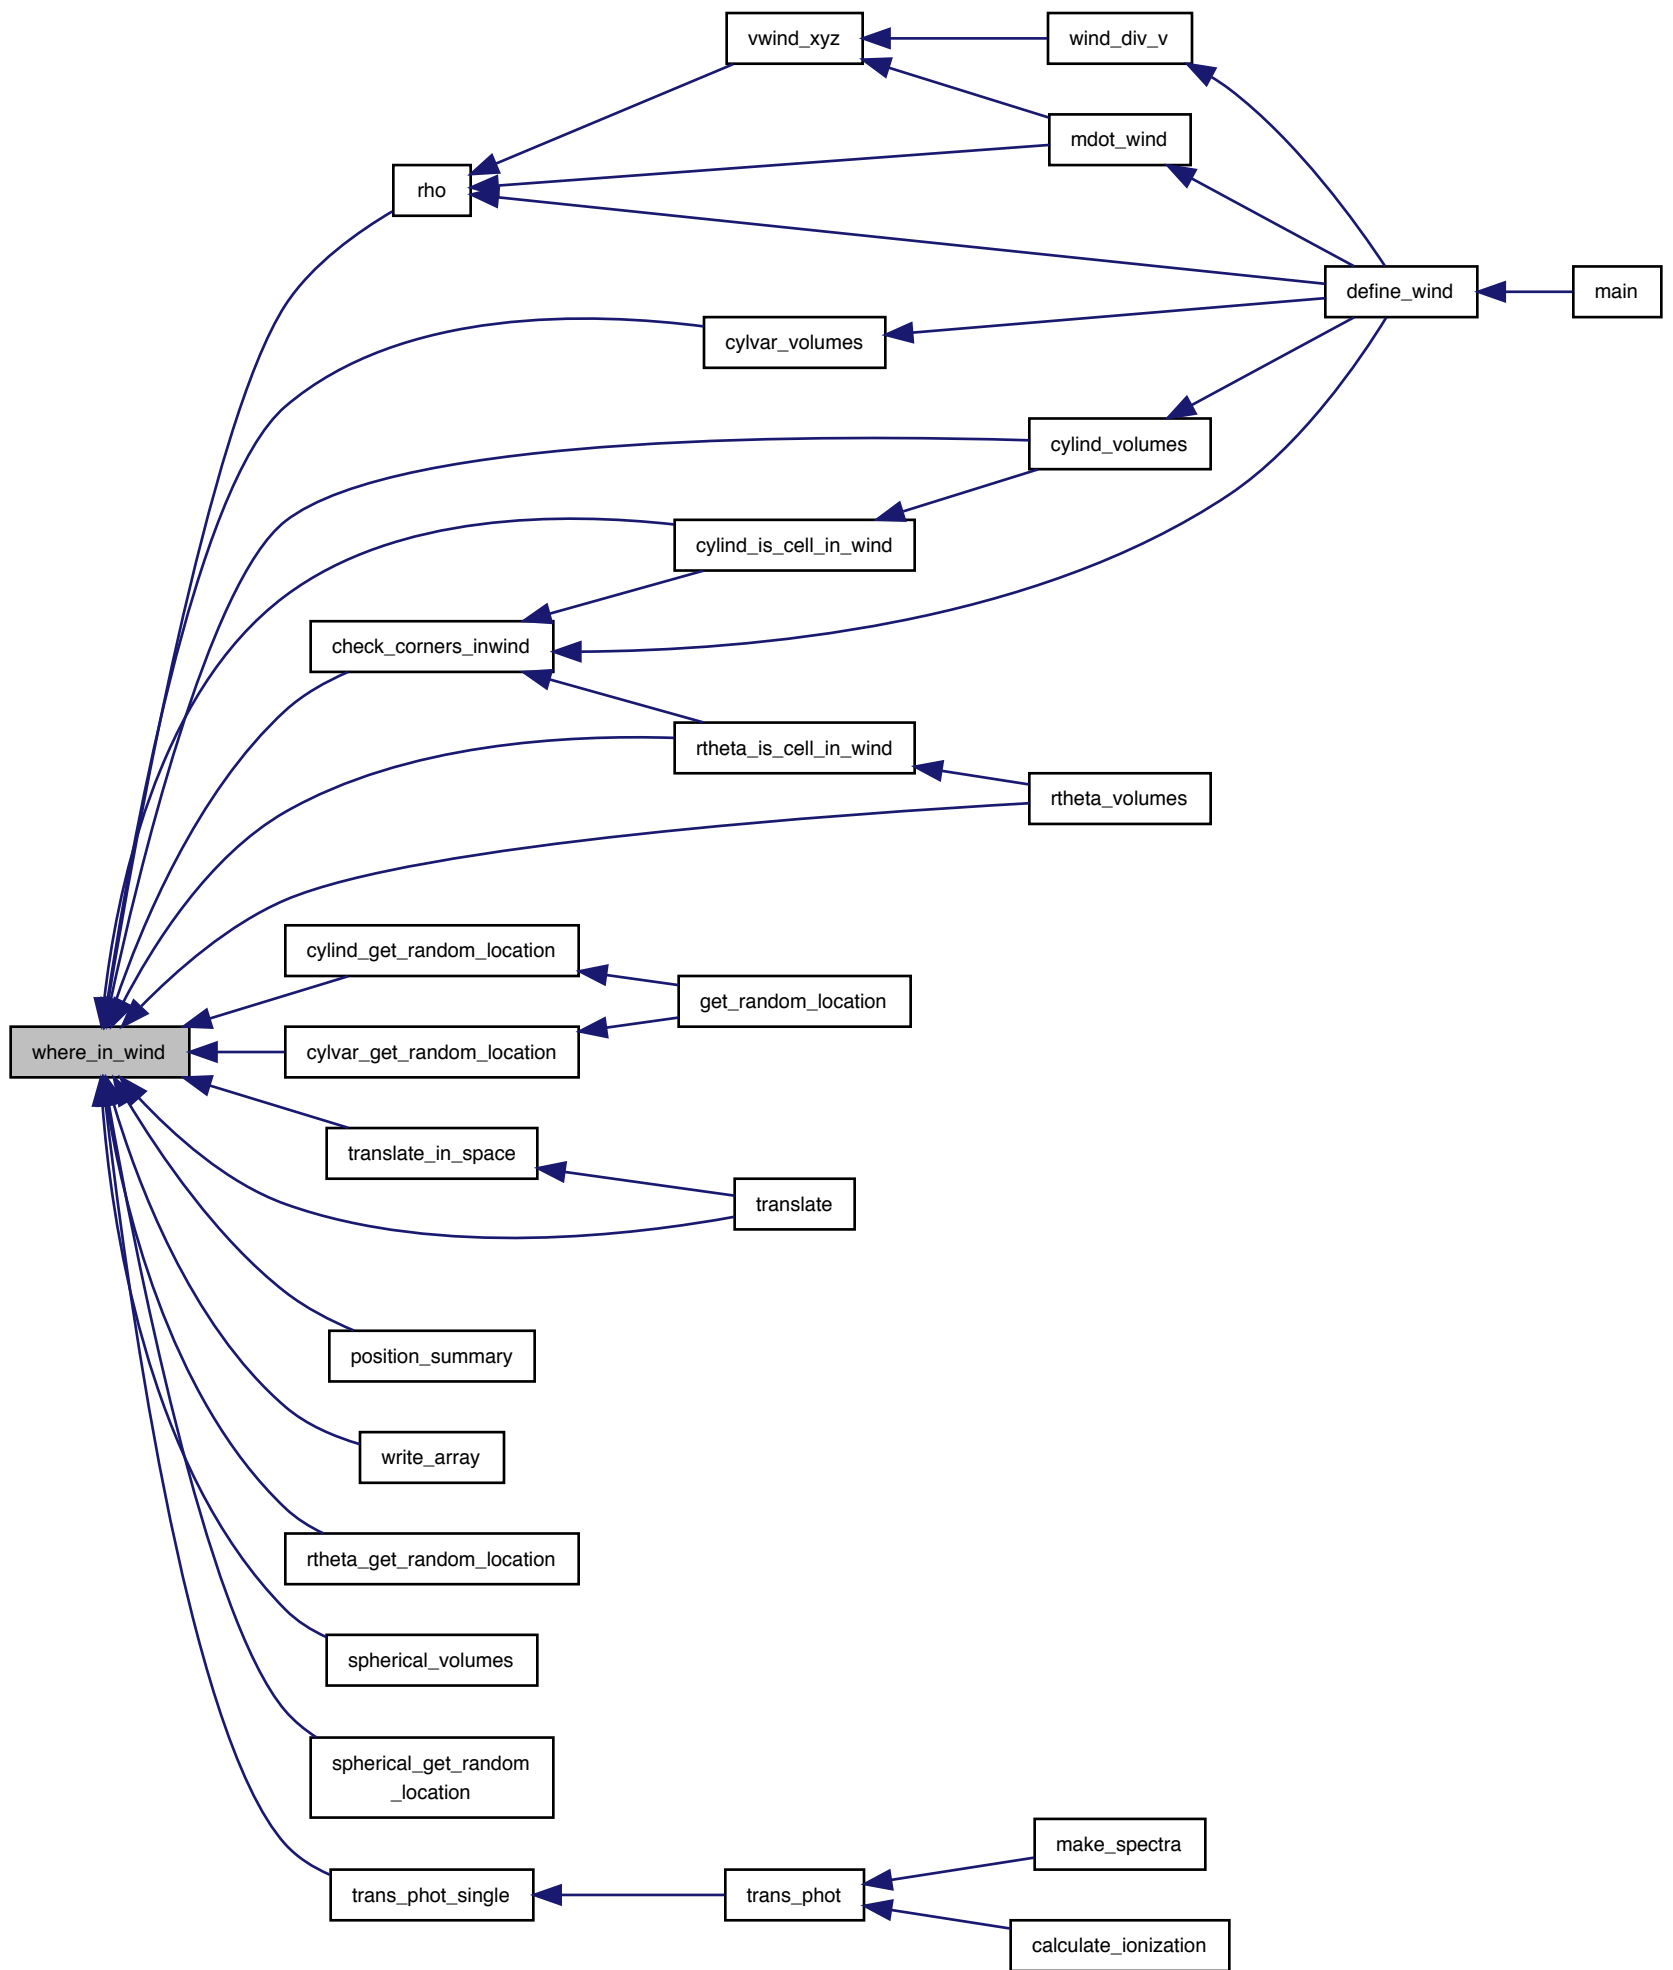 vwind_xyz
wind_div_v
mdot_wind
rho
define_wind
main
cylvar_volumes
cylind_volumes
cylind_is_cell_in_wind
check_corners_inwind
rtheta_is_cell_in_wind
rtheta_volumes
cylind_get_random_location
get_random_location
where_in_wind
cylvar_get_random_location
translate_in_space
translate
position_summary
write_array
rtheta_get_random_location
spherical_volumes
spherical_get_random
_location
make_spectra
trans_phot_single
trans_phot
calculate_ionization